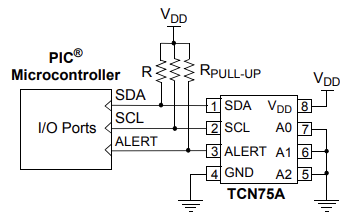 VDD
PIC®
Microcontroller
R
RPULL-UP
VDD
SDA
1 SDA
VDD 8
I/O Ports
SCL
2 SCL
A0 7
ALERT
3 ALERT
A1 6
4 GND
A2 5
TCN75A